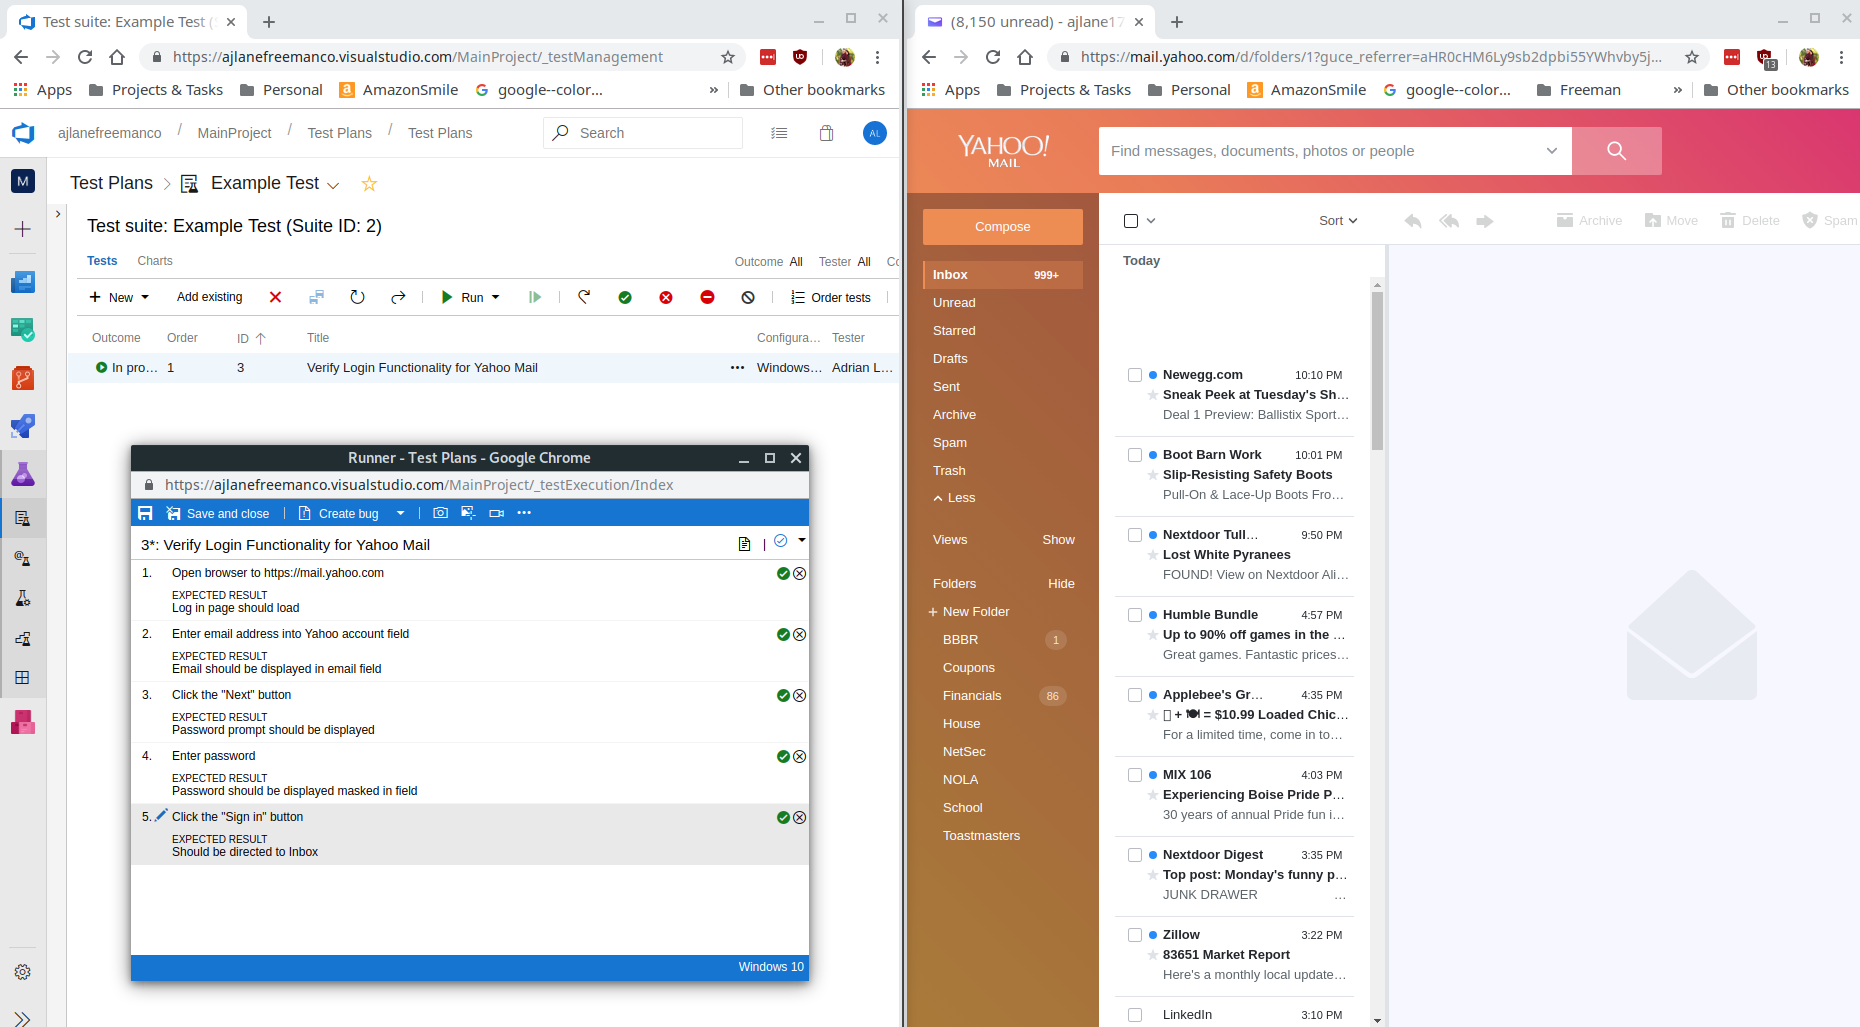 Test suite: Example Test (S
https://ajlanefreemanco.visualstudio.com/MainProject/_testManagement
Apps
Projects & Tasks
Personal
AmazonSmile
google--color...
»
Other bookmarks
ajlanefreemanco / MainProject / Test Plans / Test Plans
Search
AL
M
Test Plans > Example Test
Test suite: Example Test (Suite ID: 2)
Tests
Charts
Outcome All
Tester All
Co
New
Add existing
Run
Order tests
Outcome
Order
ID
Title
Configura...
Tester
In pro... 1 3 Verify Login Functionality for Yahoo Mail ••• Windows... Adrian L...
Runner - Test Plans - Google Chrome
https://ajlanefreemanco.visualstudio.com/MainProject/_testExecution/Index
Save and close
Create bug
3*: Verify Login Functionality for Yahoo Mail
1. Open browser to https://mail.yahoo.com
EXPECTED RESULT
Log in page should load
2. Enter email address into Yahoo account field
EXPECTED RESULT
Email should be displayed in email field
3. Click the "Next" button
EXPECTED RESULT
Password prompt should be displayed
4. Enter password
EXPECTED RESULT
Password should be displayed masked in field
5. Click the "Sign in" button
EXPECTED RESULT
Should be directed to Inbox
Windows 10
(8,150 unread) - ajlane17
https://mail.yahoo.com/d/folders/1?guce_referrer=aHR0cHM6Ly9sb2dpbi55YWhvby5j...
13
Apps
Projects & Tasks
Personal
AmazonSmile
google--color...
Freeman
»
Other bookmarks
YAHOO!
MAIL
Find messages, documents, photos or people
Compose
Inbox 999+
Unread
Starred
Drafts
Sent
Archive
Spam
Trash
Less
Views Show
Folders Hide
+ New Folder
BBBR 1
Coupons
Financials 86
House
NetSec
NOLA
School
Toastmasters
Sort
Archive
Move
Delete
Spam
Today
Newegg.com 10:10 PM
Sneak Peek at Tuesday's Sh...
Deal 1 Preview: Ballistix Sport...
Boot Barn Work 10:01 PM
Slip-Resisting Safety Boots
Pull-On & Lace-Up Boots Fro...
Nextdoor Tull... 9:50 PM
Lost White Pyranees
FOUND! View on Nextdoor Ali...
Humble Bundle 4:57 PM
Up to 90% off games in the ...
Great games. Fantastic prices...
Applebee's Gr... 4:35 PM
+ 🍽 = $10.99 Loaded Chic...
For a limited time, come in to...
MIX 106 4:03 PM
Experiencing Boise Pride P...
30 years of annual Pride fun i...
Nextdoor Digest 3:35 PM
Top post: Monday's funny p...
JUNK DRAWER ...
Zillow 3:22 PM
83651 Market Report
Here's a monthly local update...
LinkedIn 3:10 PM